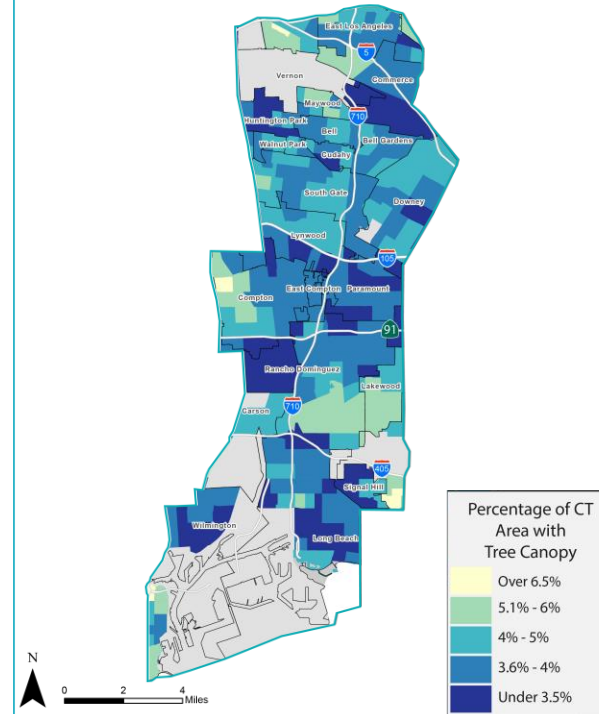 East Los Angeles
5
Vernon
Commerce
Maywood
Huntington Park
710
Bell
Bell Gardens
Walnut Park
Cudahy
South Gate
Downey
Lynwood
105
East Compton
Paramount
Compton
91
Rancho Dominguez
Lakewood
710
Carson
405
Signal Hill
Wilmington
Long Beach
Percentage of CT
Area with
Tree Canopy
Over 6.5%
5.1% - 6%
4% - 5%
3.6% - 4%
Under 3.5%
N
0 2 4
Miles